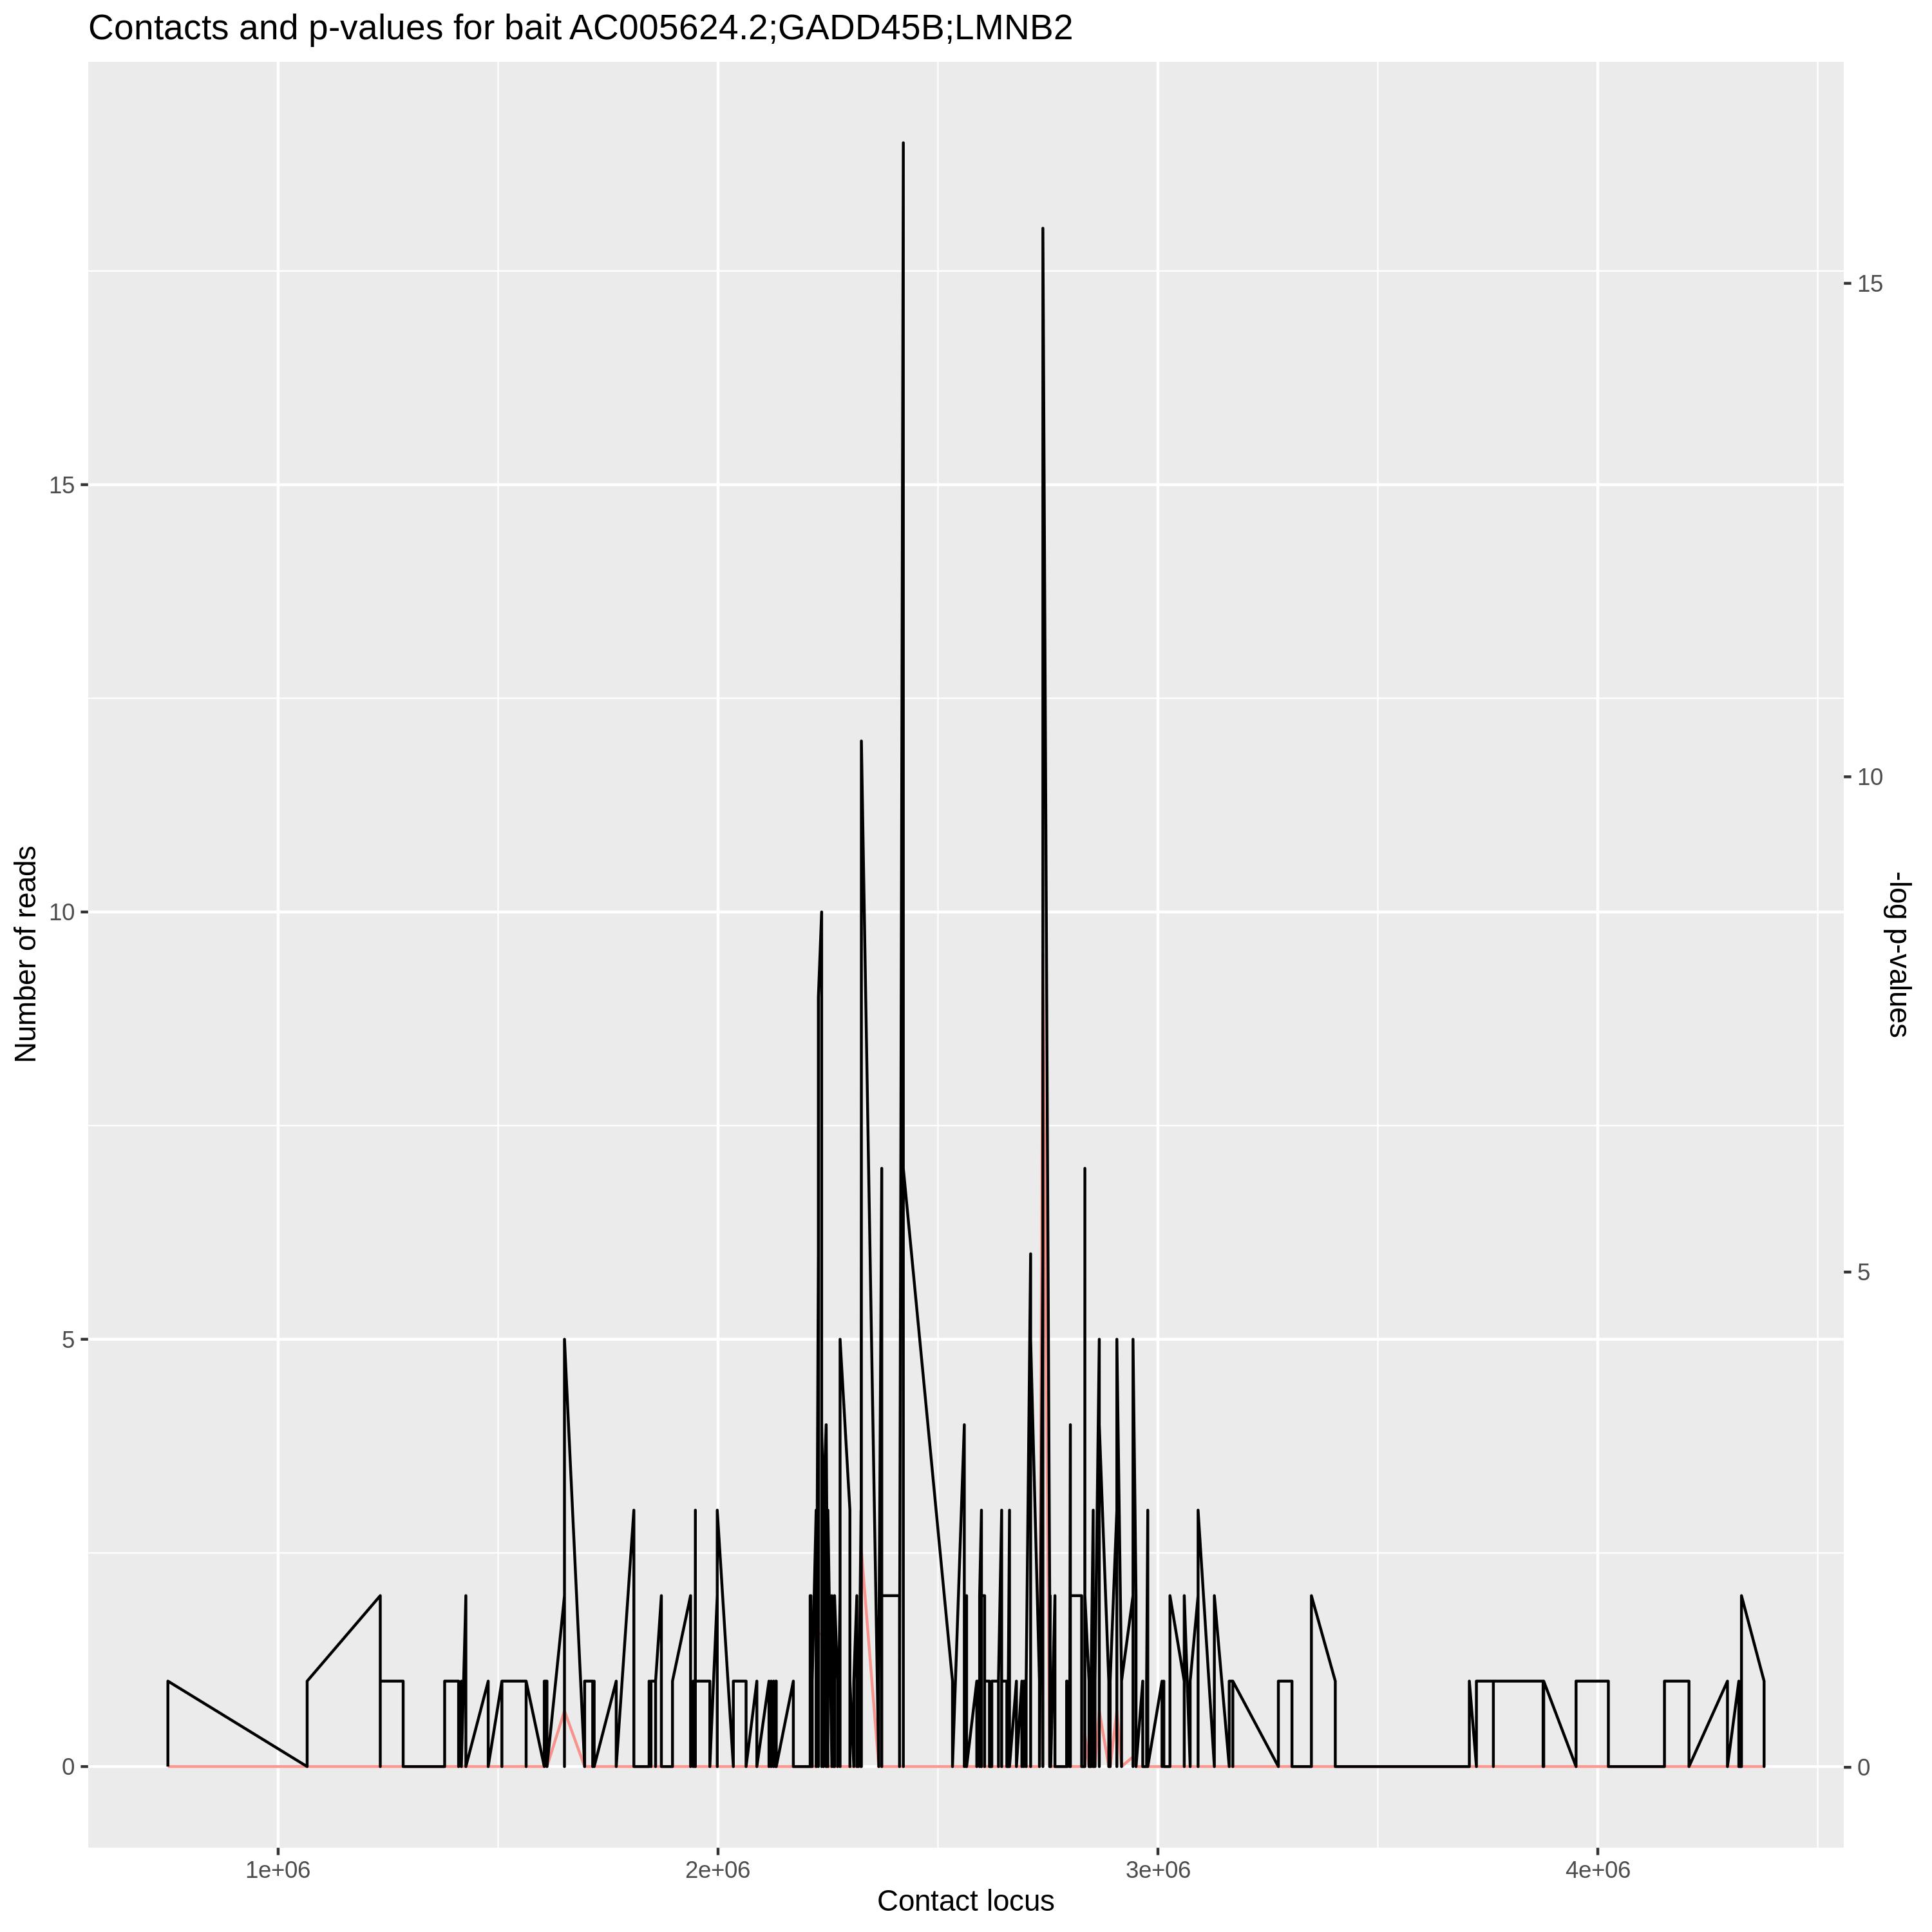 Contacts and p-values for bait AC005624.2;GADD45B;LMNB2
Number of reads
15
10
5
0
15
10
5
0
-log p-values
1e+06
2e+06
3e+06
4e+06
Contact locus